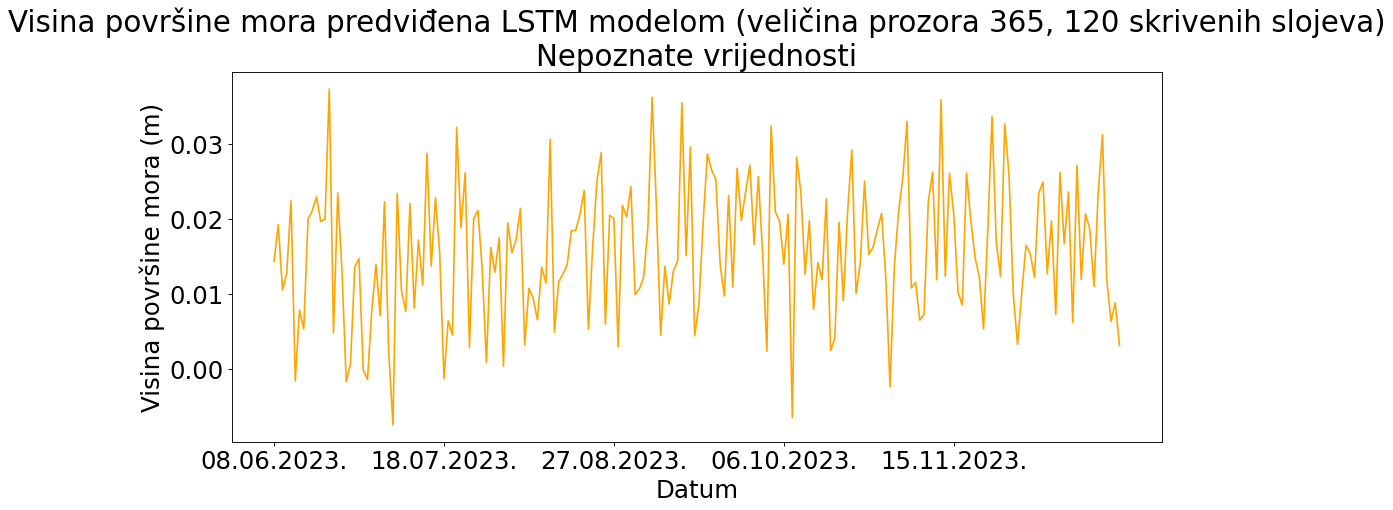 Visina površine mora predviđena LSTM modelom (veličina prozora 365, 120 skrivenih slojeva)
Nepoznate vrijednosti
Visina površine mora (m)
0.03
0.02
0.01
0.00
08.06.2023. 18.07.2023. 27.08.2023. 06.10.2023. 15.11.2023.
Datum